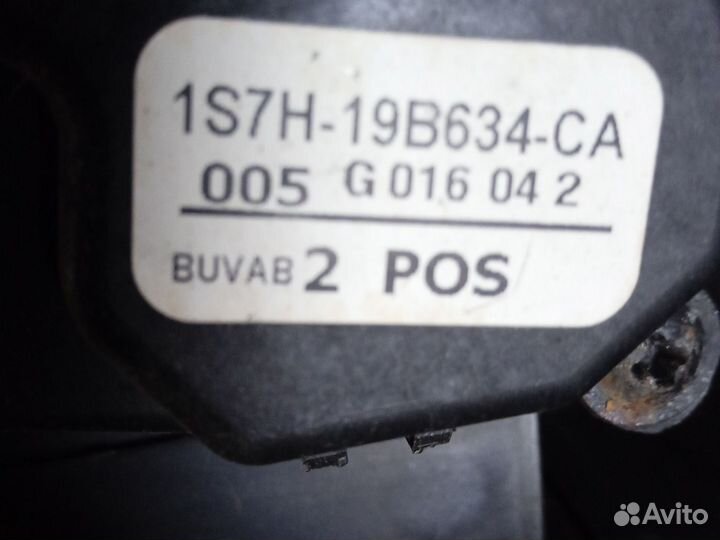 1S7H-19B634-CA
005 G 016 04 2
BUVAB 2 POS
Avito